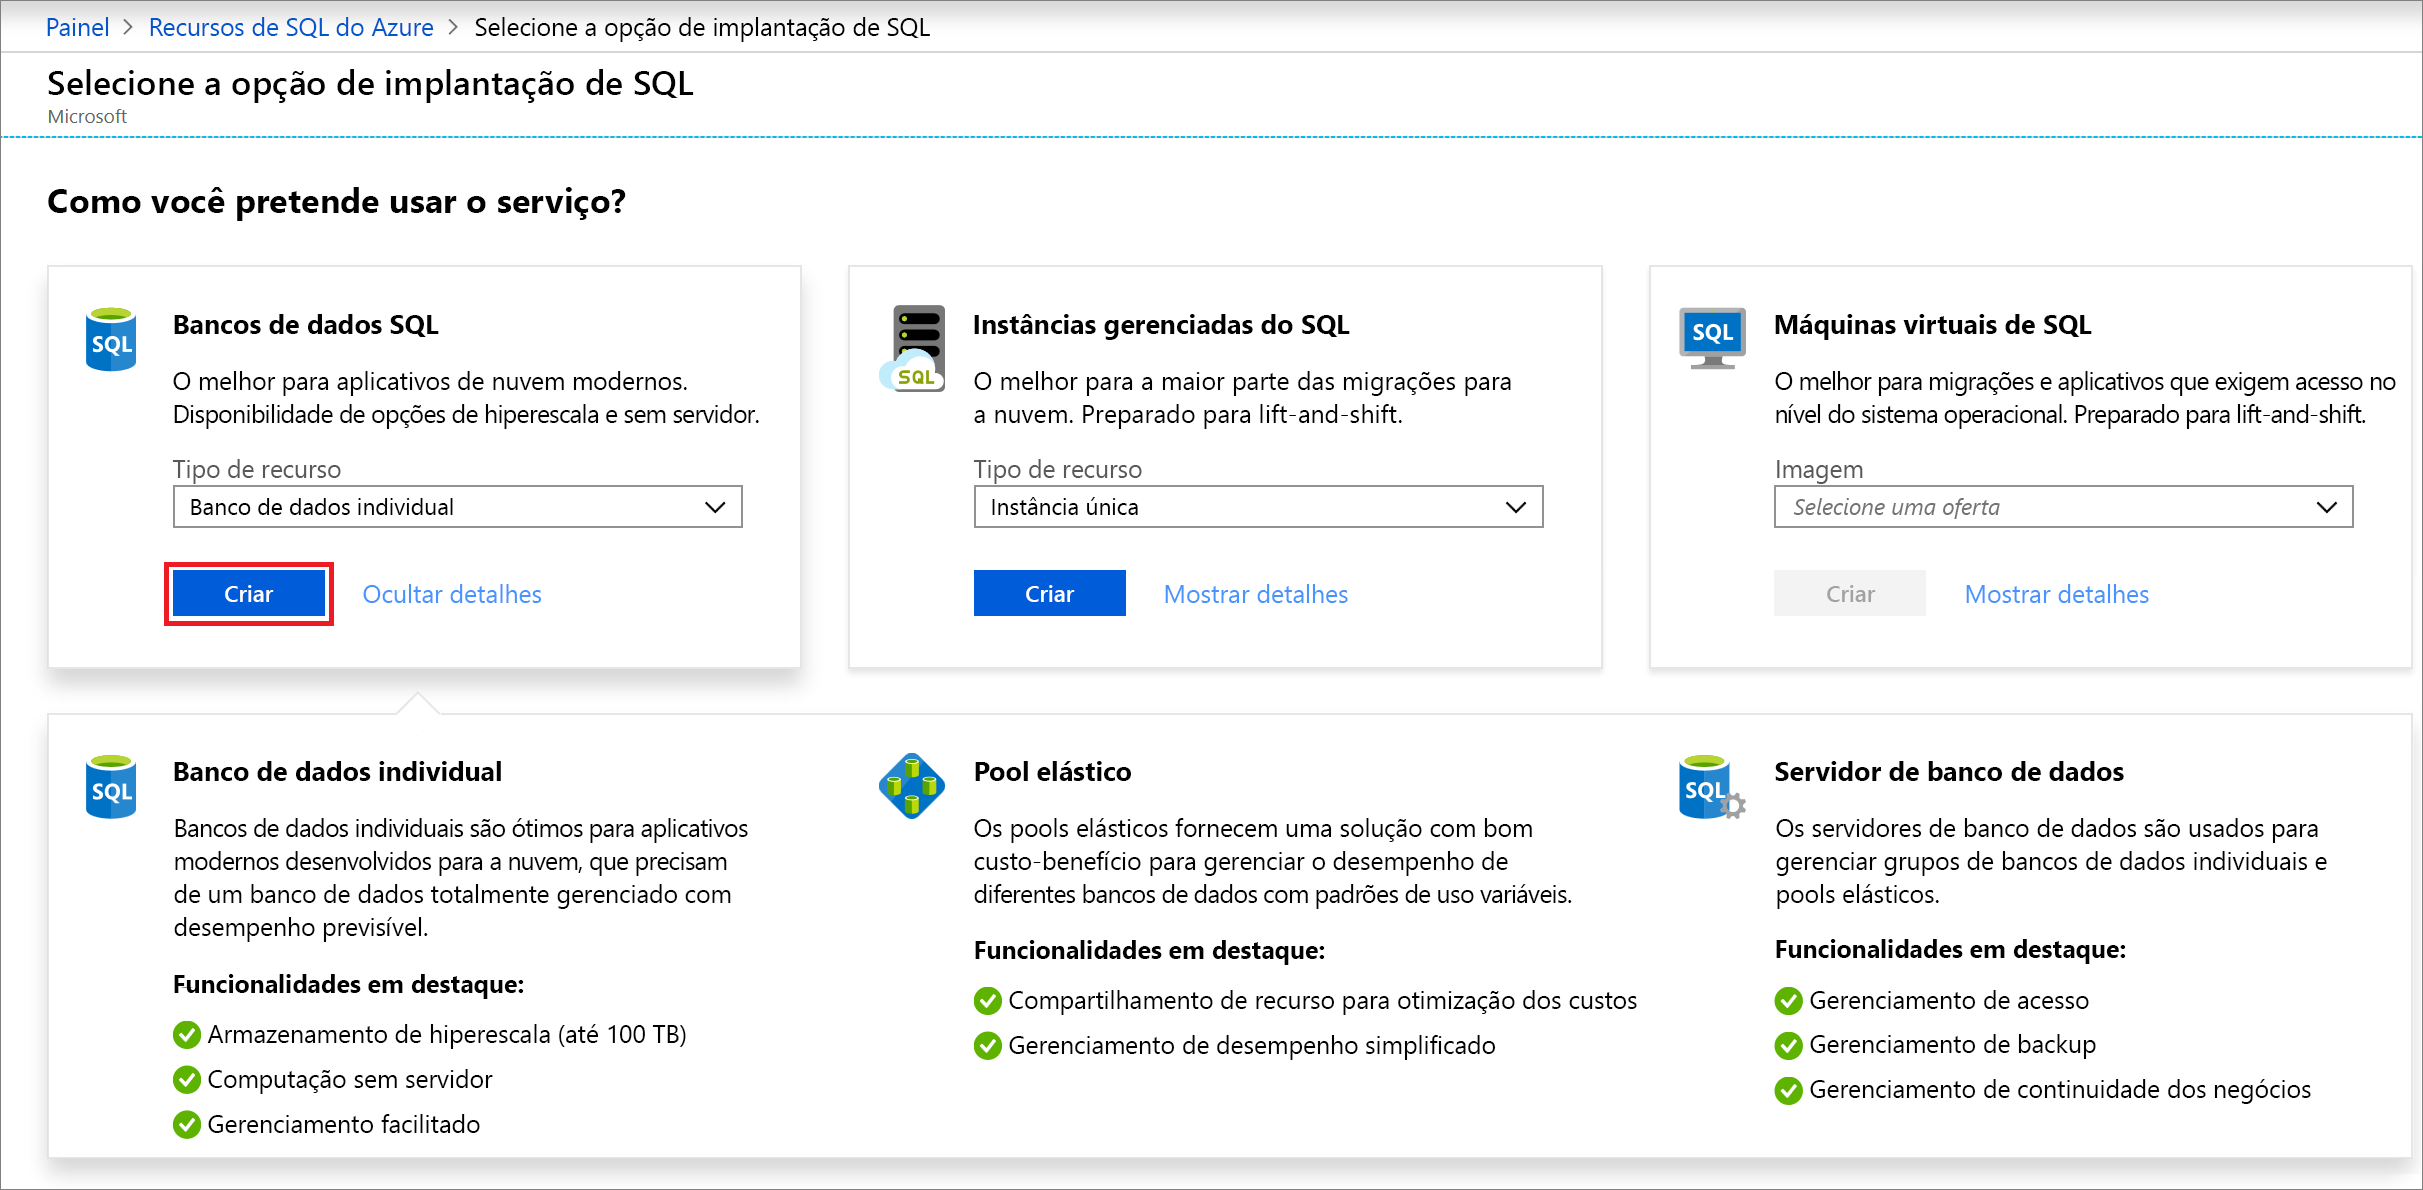 Painel > Recursos de SQL do Azure > Selecione a opção de implantação de SQL
Selecione a opção de implantação de SQL
Microsoft
Como você pretende usar o serviço?
SQL
Bancos de dados SQL
O melhor para aplicativos de nuvem modernos.
Disponibilidade de opções de hiperescala e sem servidor.
Tipo de recurso
Banco de dados individual
Criar
Ocultar detalhes
SQL
Instâncias gerenciadas do SQL
O melhor para a maior parte das migrações para
a nuvem. Preparado para lift-and-shift.
Tipo de recurso
Instância única
Criar
Mostrar detalhes
SQL
Máquinas virtuais de SQL
O melhor para migrações e aplicativos que exigem acesso no
nível do sistema operacional. Preparado para lift-and-shift.
Imagem
Selecione uma oferta
Criar
Mostrar detalhes
SQL
Banco de dados individual
Bancos de dados individuais são ótimos para aplicativos
modernos desenvolvidos para a nuvem, que precisam
de um banco de dados totalmente gerenciado com
desempenho previsível.
Funcionalidades em destaque:
Armazenamento de hiperescala (até 100 TB)
Computação sem servidor
Gerenciamento facilitado
Pool elástico
Os pools elásticos fornecem uma solução com bom
custo-benefício para gerenciar o desempenho de
diferentes bancos de dados com padrões de uso variáveis.
Funcionalidades em destaque:
Compartilhamento de recurso para otimização dos custos
Gerenciamento de desempenho simplificado
SQL
Servidor de banco de dados
Os servidores de banco de dados são usados para
gerenciar grupos de bancos de dados individuais e
pools elásticos.
Funcionalidades em destaque:
Gerenciamento de acesso
Gerenciamento de backup
Gerenciamento de continuidade dos negócios